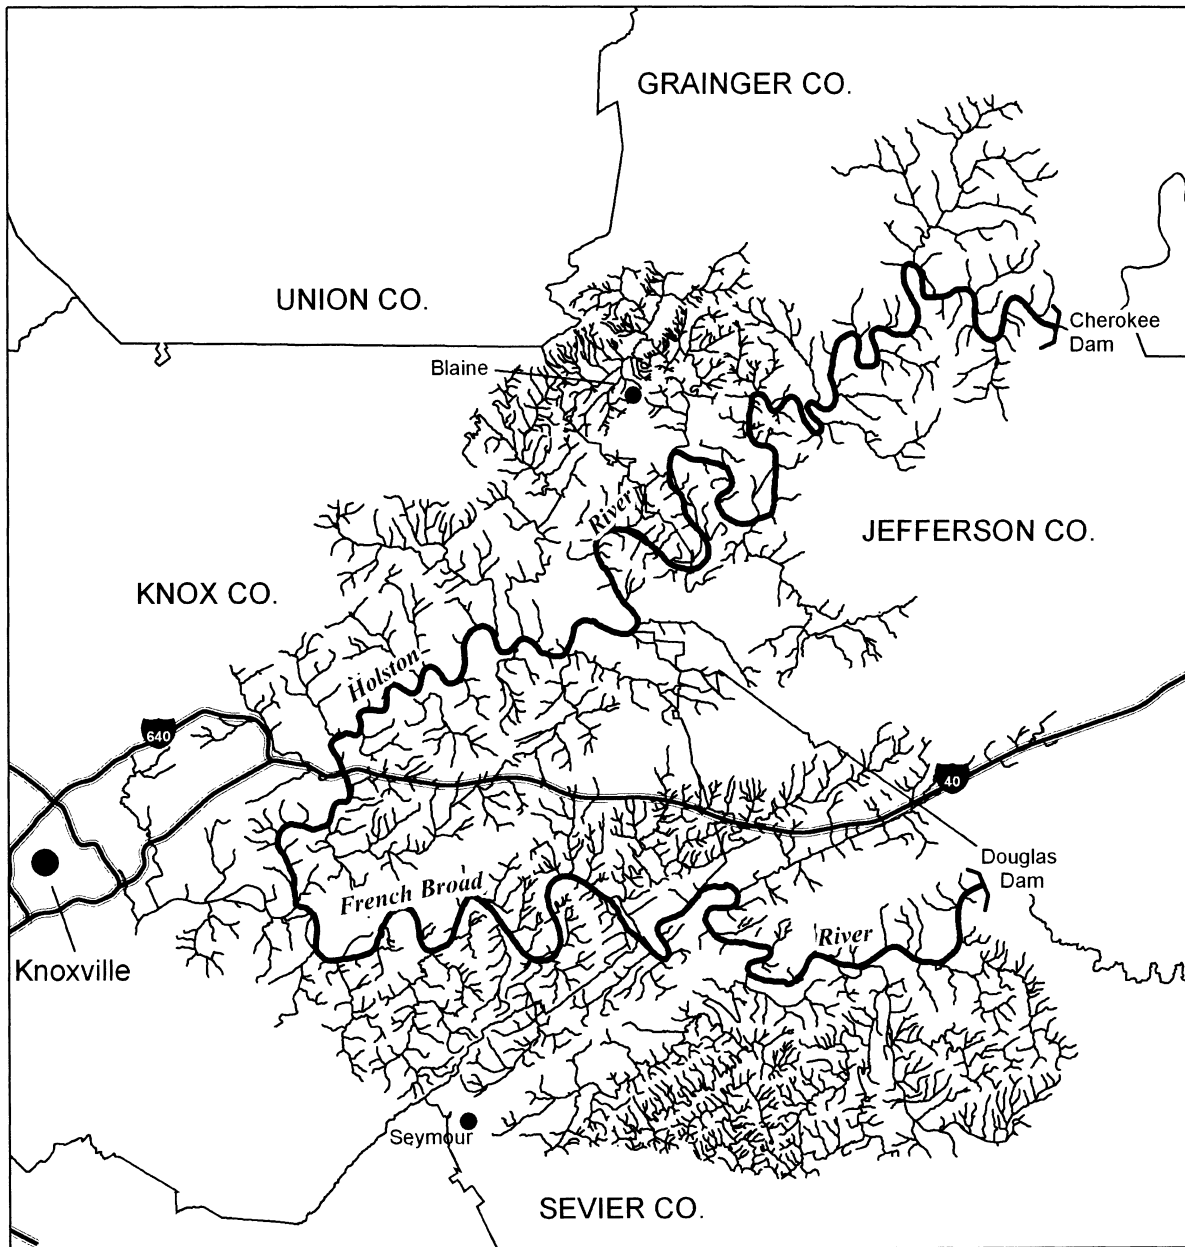 GRAINGER CO.
UNION CO.
Cherokee
Dam
Blaine
River
JEFFERSON CO.
KNOX CO.
Holston
640
40
Douglas
Dam
French Broad
River
Knoxville
Seymour
SEVIER CO.